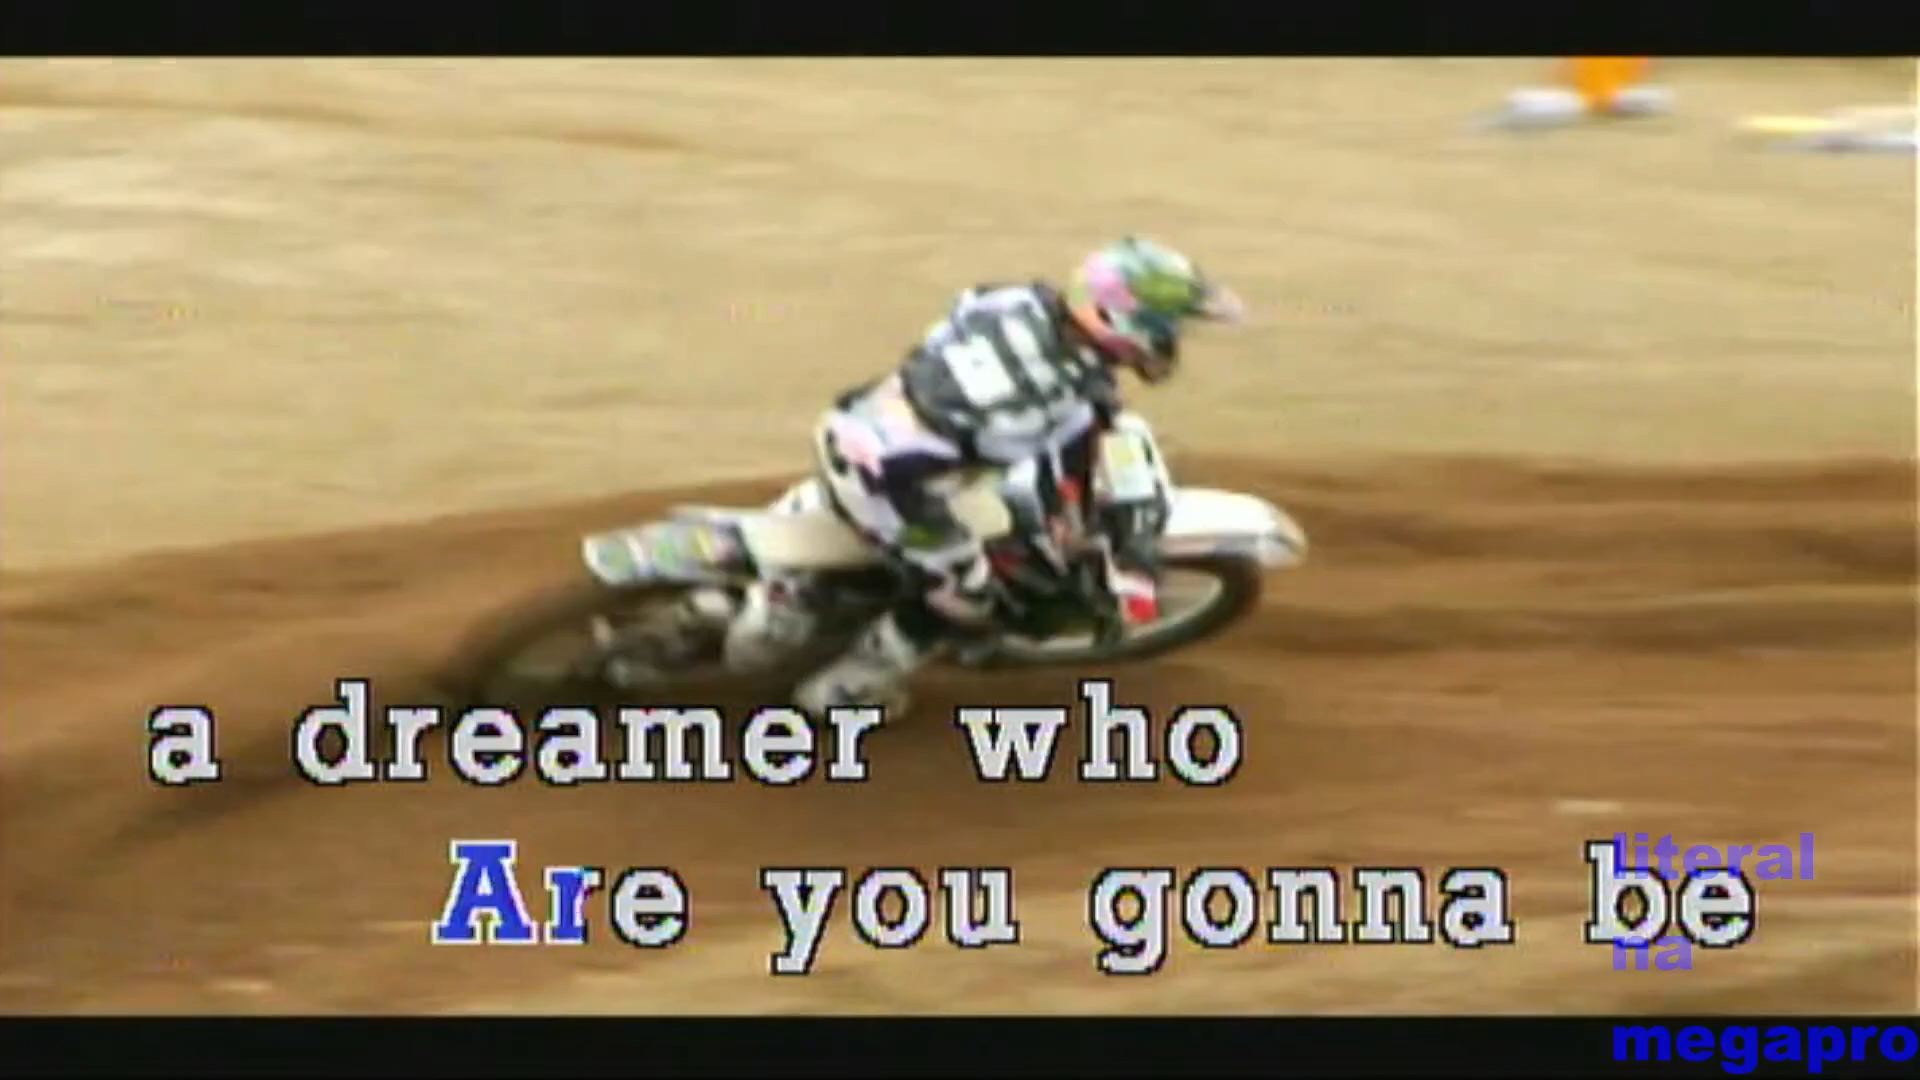 a dreamer who
Are you gonna be
literal
na
megapro